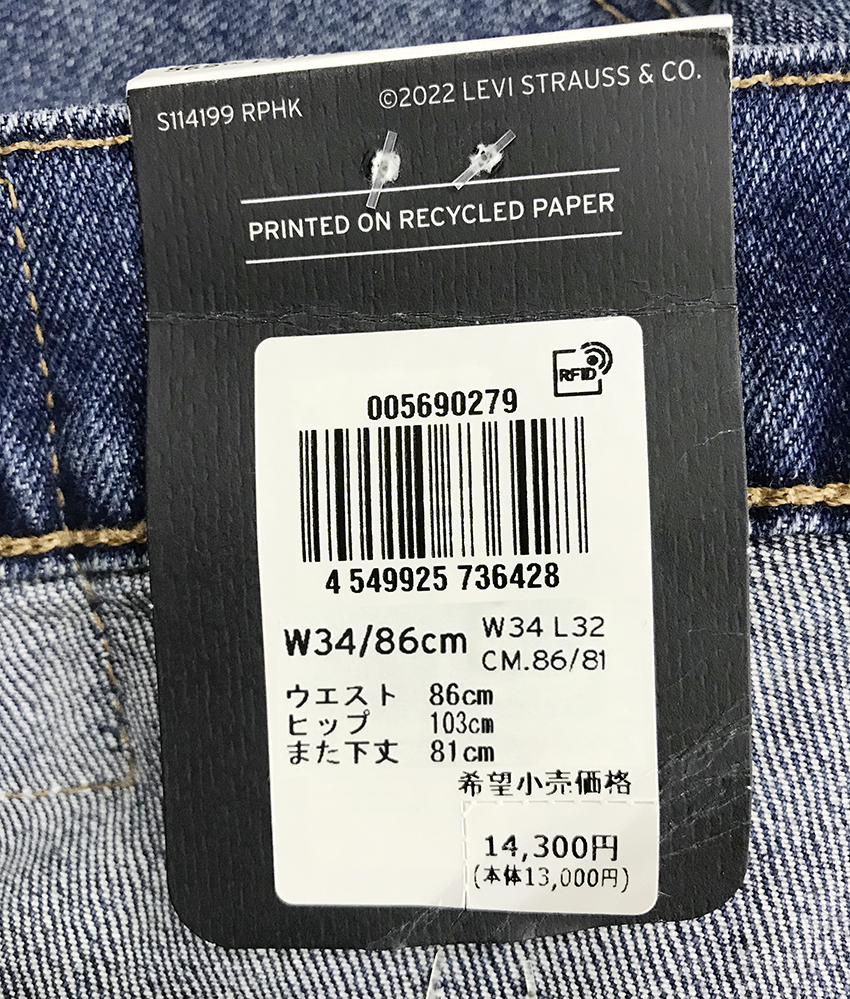 S114199 RPHK
©2022 LEVI STRAUSS & CO.
PRINTED ON RECYCLED PAPER
RFID
005690279
4 549925 736428
W34/86cm
W34 L32
CM.86/81
ウエスト 86cm
ヒップ 103cm
また下丈 81cm
希望小売価格
14,300円
(本体13,000円)